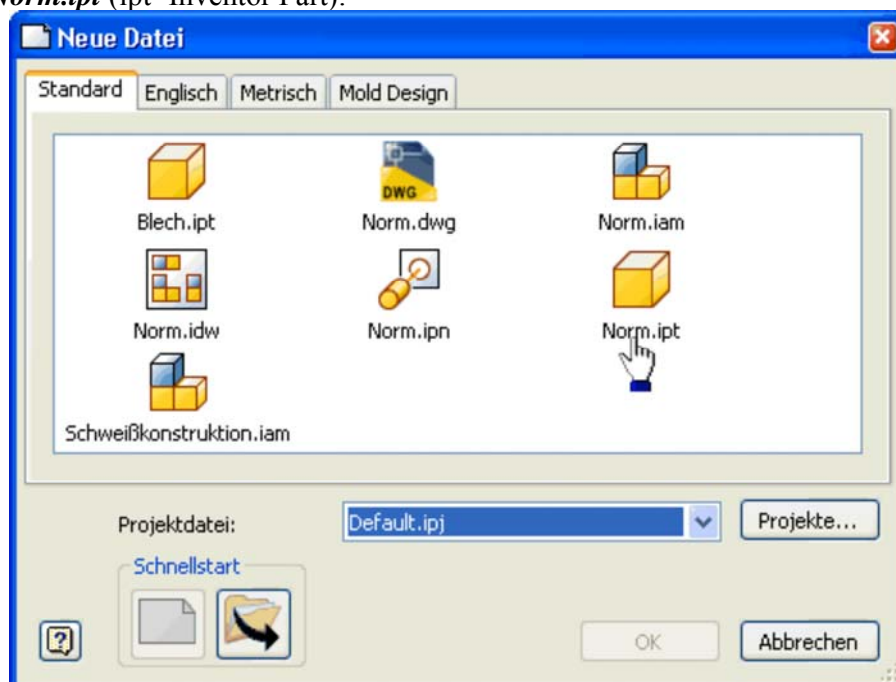 Norm.ipt (ipt Inventor Part).
Neue Datei
Standard Englisch Metrisch Mold Design
Blech.ipt Norm.dwg Norm.iam
DWG
Norm.idw Norm.ipn Norm.ipt
Schweißkonstruktion.iam
Projektdatei: Default.ipj Projekte...
Schnellstart
OK Abbrechen